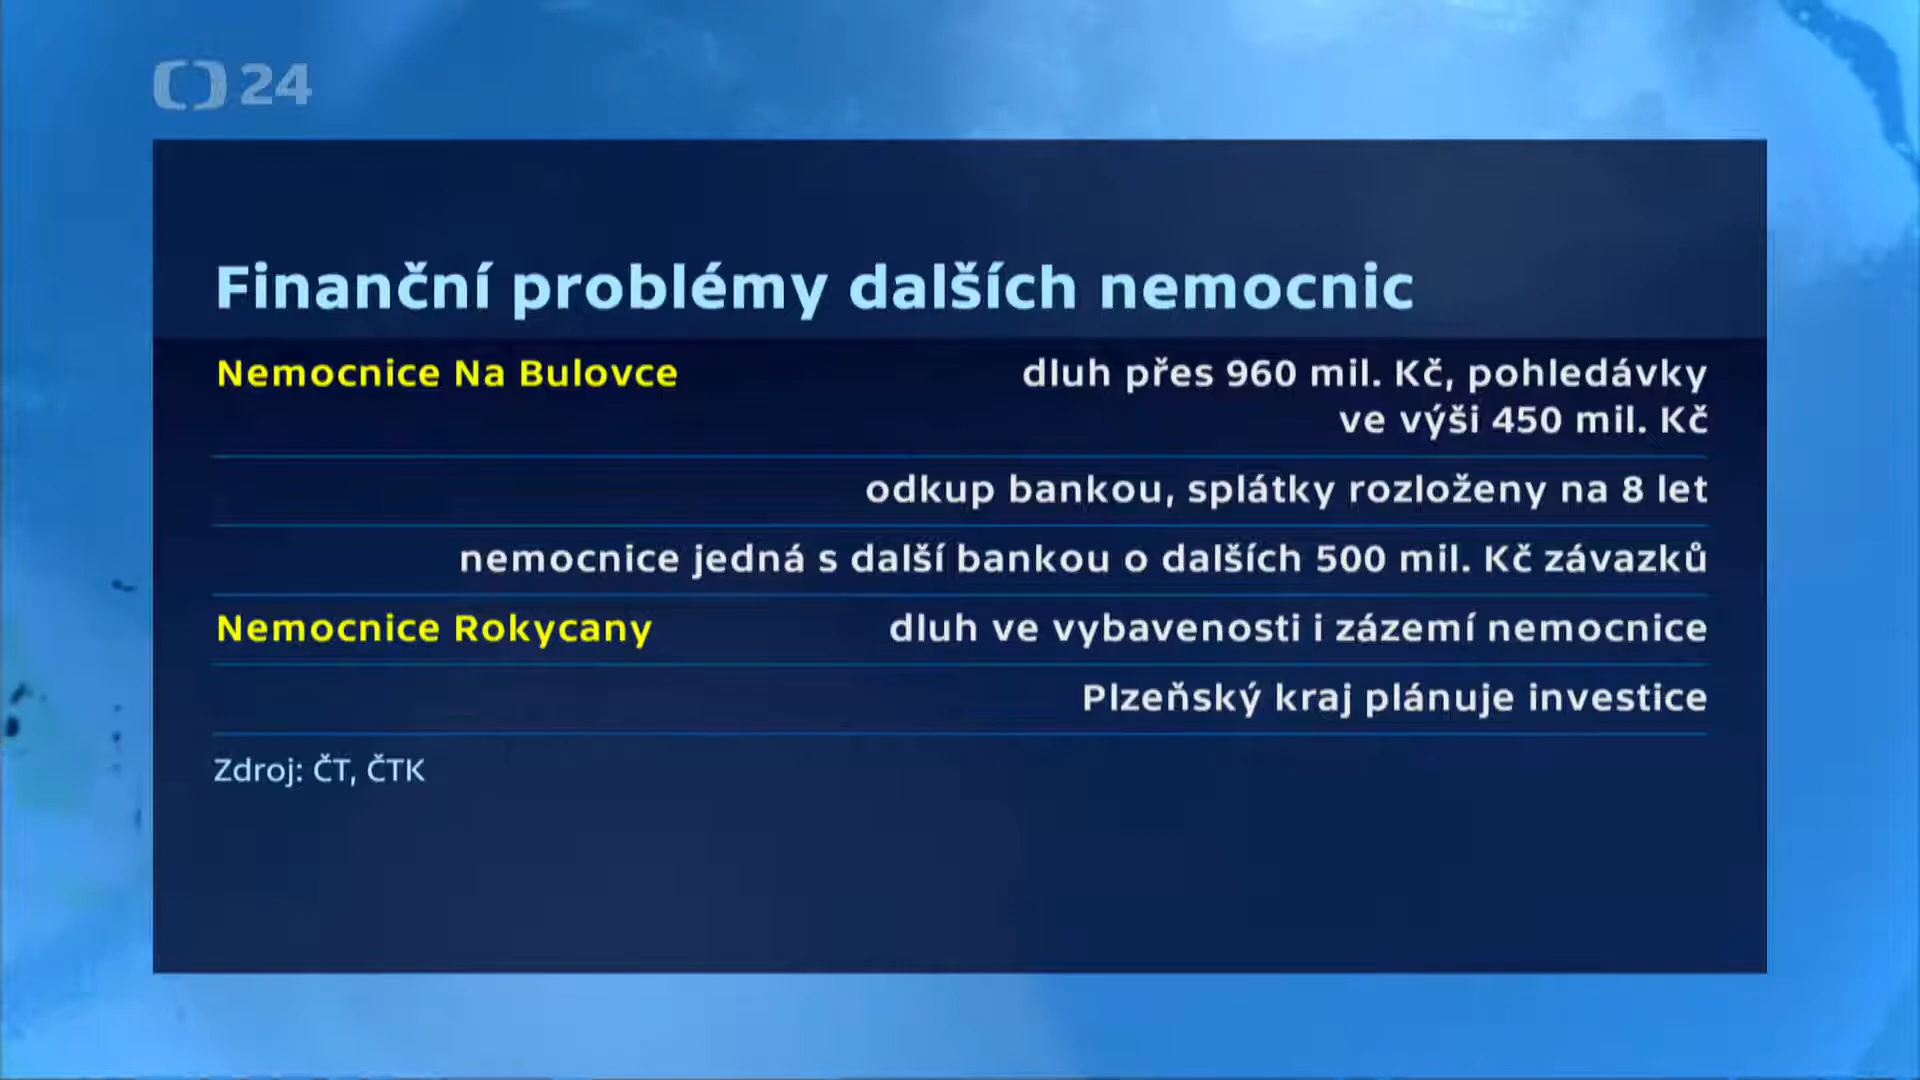 24
Finanční problémy dalších nemocnic
Nemocnice Na Bulovce dluh přes 960 mil. Kč, pohledávky
ve výši 450 mil. Kč
odkup bankou, splátky rozloženy na 8 let
nemocnice jedná s další bankou o dalších 500 mil. Kč závazků
Nemocnice Rokycany dluh ve vybavenosti i zázemí nemocnice
Plzeňský kraj plánuje investice
Zdroj: ČT, ČTK